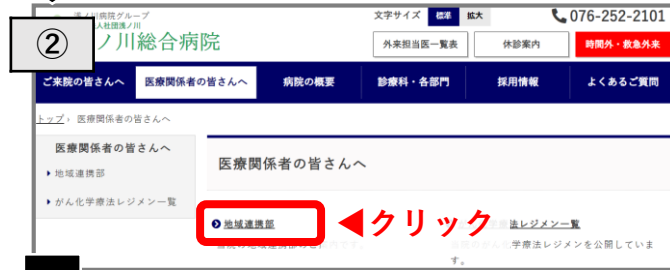 浅ノ川病院グループ
人社団浅ノ川
ノ川総合病院
②
文字サイズ 標準 拡大
076-252-2101
外来担当医一覧表 休診案内 時間外・救急外来
ご来院の皆さんへ 医療関係者の皆さんへ 病院の概要 診療科・各部門 採用情報 よくあるご質問
トップ › 医療関係者の皆さんへ
医療関係者の皆さんへ
地域連携部
がん化学療法レジメン一覧
医療関係者の皆さんへ
地域連携部
クリック
法レジメン一覧
学療法レジメンを公開していま
す。